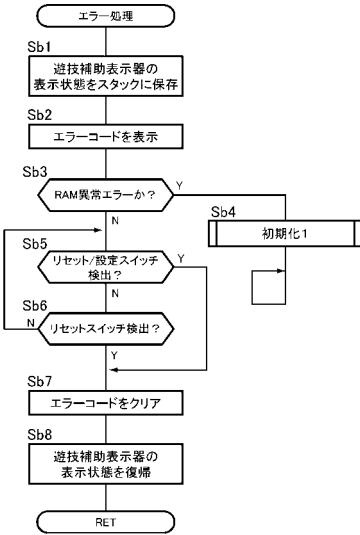 エラー処理
Sb1
遊技補助表示器の
表示状態をスタックに保存
Sb2
エラーコードを表示
Sb3
RAM異常エラーか？
Y
N
Sb4
初期化1
Sb5
リセット/設定スイッチ
検出？
Y
N
Sb6
N
リセットスイッチ検出？
Y
Sb7
エラーコードをクリア
Sb8
遊技補助表示器の
表示状態を復帰
RET